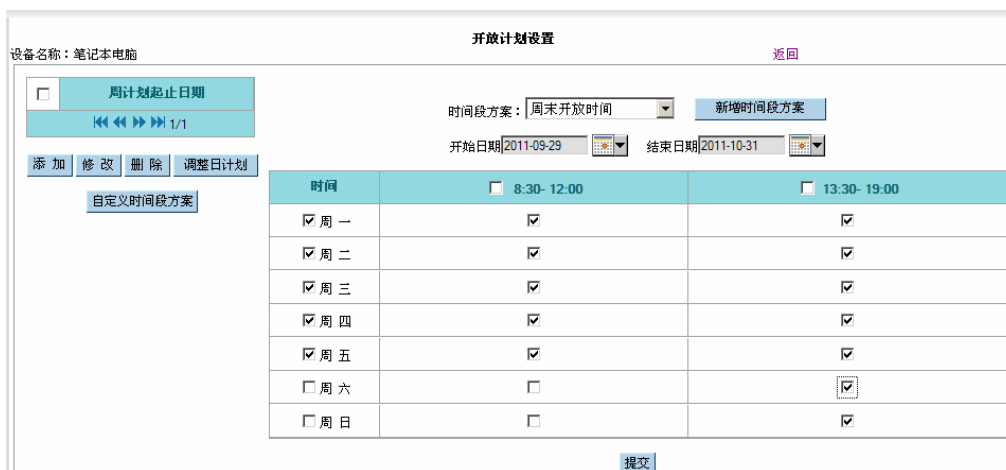 开放计划设置
设备名称：笔记本电脑
返回
周计划起止日期
1/1
添 加 修 改 删 除 调整日计划
自定义时间段方案
时间段方案： 周末开放时间 新增时间段方案
开始日期 2011-09-29 结束日期 2011-10-31
时间 8:30- 12:00 13:30- 19:00
周 一
周 二
周 三
周 四
周 五
周 六
周 日
提交